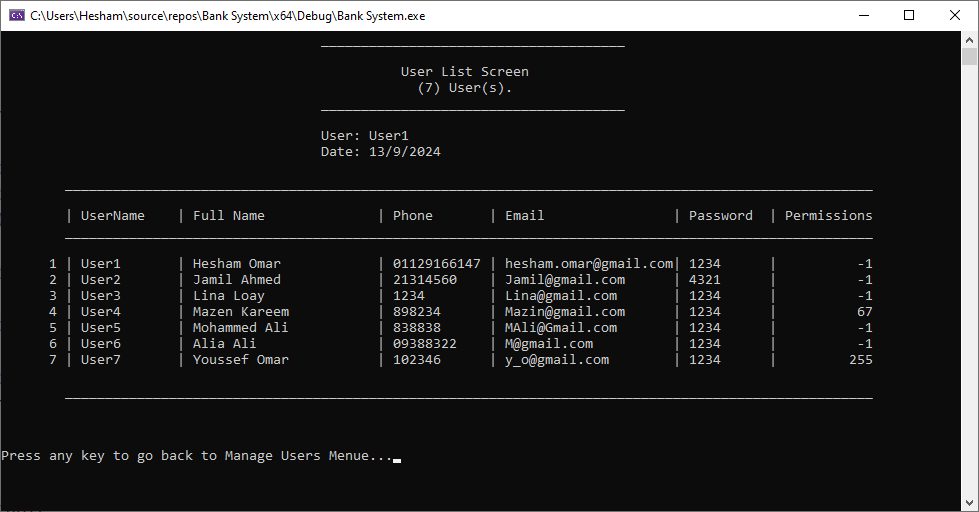 C:\Users\Hesham\source\repos\Bank System\x64\Debug\Bank System.exe
User List Screen
(7) User(s).
User: User1
Date: 13/9/2024
| UserName | Full Name | Phone | Email | Password | Permissions
1 | User1 | Hesham Omar | 01129166147 | hesham.omar@gmail.com| 1234 | -1
2 | User2 | Jamil Ahmed | 21314560 | Jamil@gmail.com | 4321 | -1
3 | User3 | Lina Loay | 1234 | Lina@gmail.com | 1234 | -1
4 | User4 | Mazen Kareem | 898234 | Mazin@gmail.com | 1234 | 67
5 | User5 | Mohammed Ali | 838838 | MAli@Gmail.com | 1234 | -1
6 | User6 | Alia Ali | 09388322 | M@gmail.com | 1234 | -1
7 | User7 | Youssef Omar | 102346 | y_o@gmail.com | 1234 | 255
Press any key to go back to Manage Users Menue...